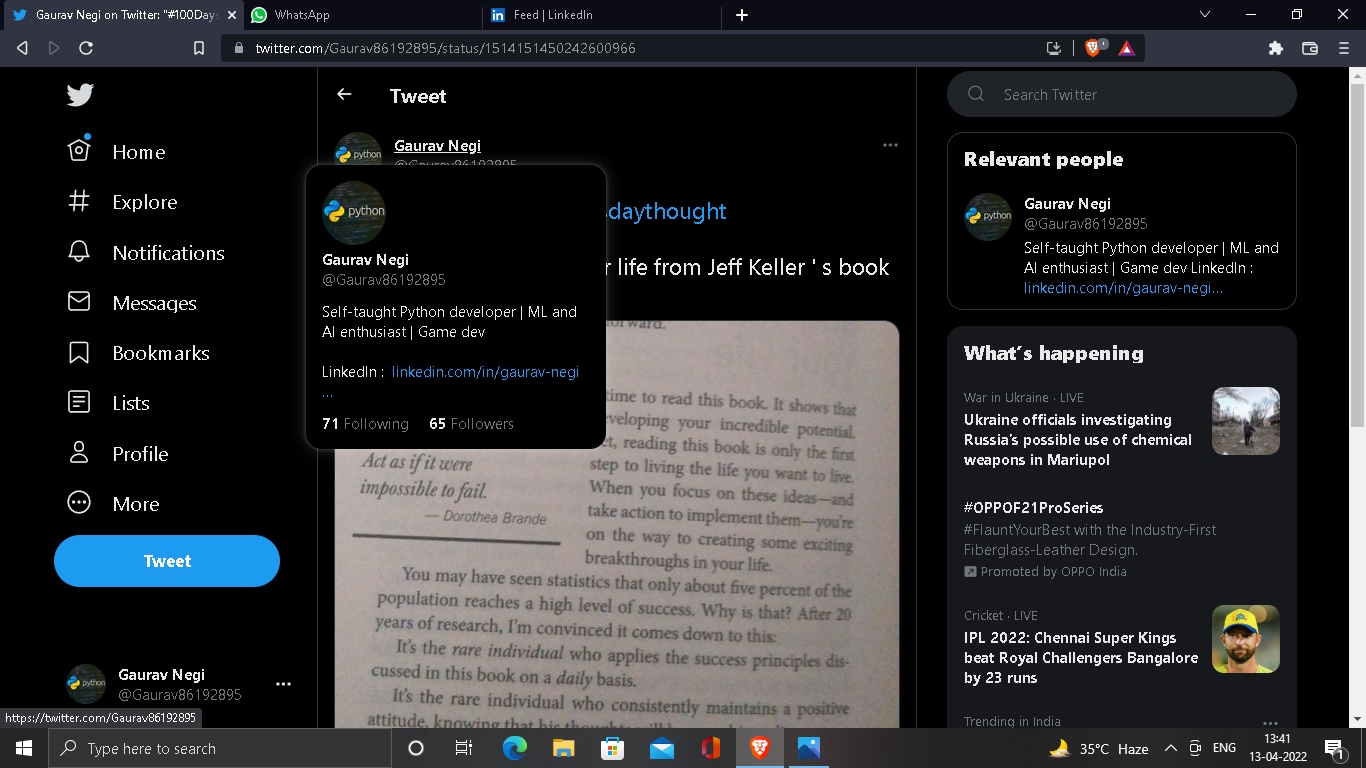 Gaurav Negi on Twitter: "#100Days
WhatsApp
Feed | LinkedIn
twitter.com/Gaurav86192895/status/1514151450242600966
Home
Explore
Notifications
Messages
Bookmarks
Lists
Profile
More
Tweet
Gaurav Negi
@Gaurav86192895
https://twitter.com/Gaurav86192895
Tweet
python
Gaurav Negi
@Gaurav86192895
python
Gaurav Negi
@Gaurav86192895
Self-taught Python developer | ML and
AI enthusiast | Game dev
LinkedIn : linkedin.com/in/gaurav-negi
...
71 Following 65 Followers
sdaythought
r life from Jeff Keller ' s book
forward.
time to read this book. It shows that
veloping your incredible potential.
et, reading this book is only the first
step to living the life you want to live.
When you focus on these ideas—and
take action to implement them—you're
on the way to creating some exciting
breakthroughs in your life.
Act as if it were
impossible to fail.
— Dorothea Brande
You may have seen statistics that only about five percent of the
population reaches a high level of success. Why is that? After 20
years of research, I'm convinced it comes down to this:
It's the rare individual who applies the success principles dis-
cussed in this book on a daily basis.
It's the rare individual who consistently maintains a positive
attitude, knowing that his thoughts will
Search Twitter
Relevant people
python
Gaurav Negi
@Gaurav86192895
Self-taught Python developer | ML and
AI enthusiast | Game dev LinkedIn :
linkedin.com/in/gaurav-negi...
What's happening
War in Ukraine · LIVE
Ukraine officials investigating
Russia's possible use of chemical
weapons in Mariupol
#OPPOF21ProSeries
#FlauntYourBest with the Industry-First
Fiberglass-Leather Design.
Promoted by OPPO India
Cricket · LIVE
IPL 2022: Chennai Super Kings
beat Royal Challengers Bangalore
by 23 runs
Trending in India
python
Type here to search
35°C Haze
ENG
13:41
13-04-2022
1